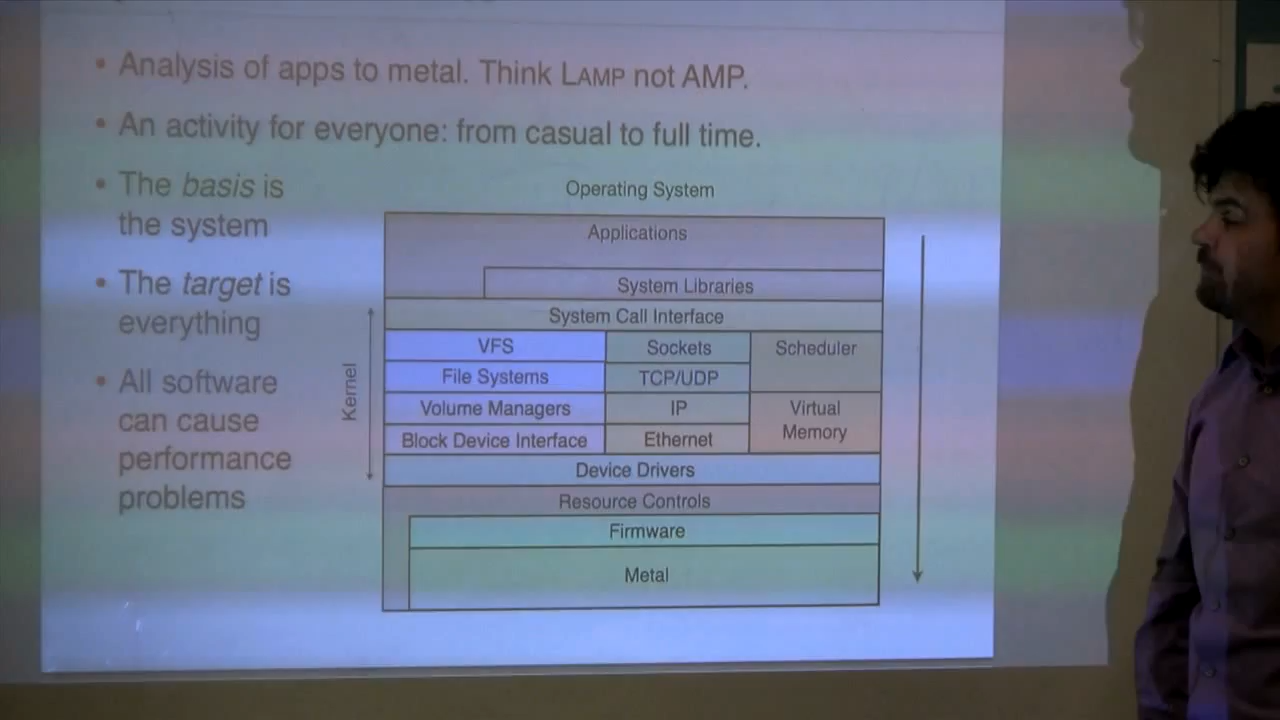 • Analysis of apps to metal. Think LAMP not AMP.
• An activity for everyone: from casual to full time.
• The basis is
the system
• The target is
everything
• All software
can cause
performance
problems
Operating System
Applications
System Libraries
System Call Interface
Kernel
VFS
Sockets
Scheduler
File Systems
TCP/UDP
Volume Managers
IP
Virtual
Memory
Block Device Interface
Ethernet
Device Drivers
Resource Controls
Firmware
Metal